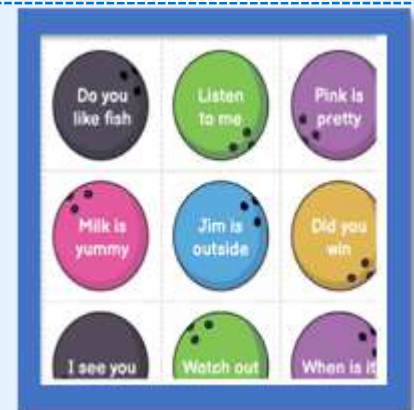 Do you
like fish
Listen
to me
Pink is
pretty
Milk is
yummy
Jim is
outside
Did you
win
I see you
Watch out
When is it